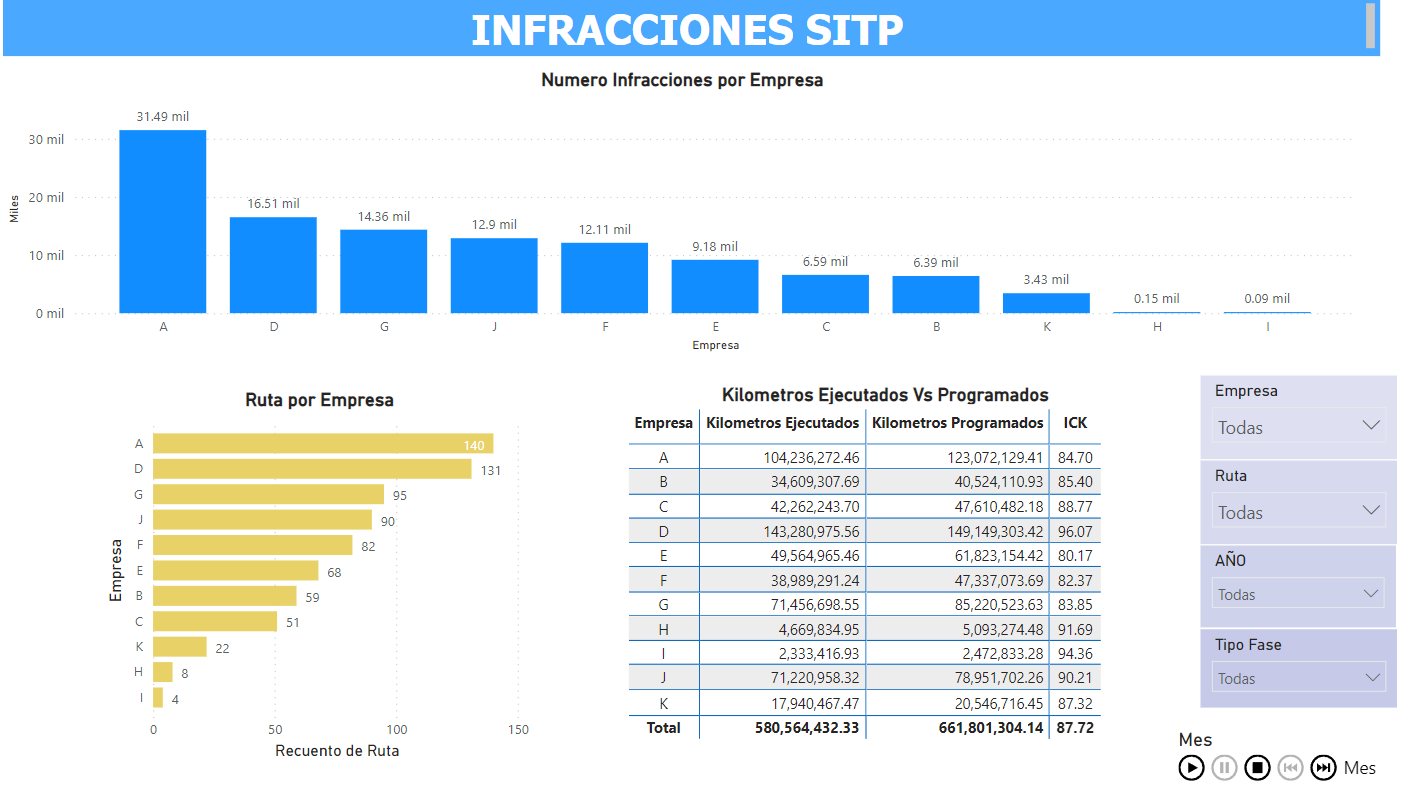 INFRACCIONES SITP
Numero Infracciones por Empresa
31.49 mil
16.51 mil
14.36 mil
12.9 mil
12.11 mil
9.18 mil
6.59 mil
6.39 mil
3.43 mil
0.15 mil
0.09 mil
30 mil
20 mil
10 mil
0 mil
Miles
A D G J F E C B K H I
Empresa
Ruta por Empresa
Empresa
A 140
D 131
G 95
J 90
F 82
E 68
B 59
C 51
K 22
H 8
I 4
0 50 100 150
Recuento de Ruta
Kilometros Ejecutados Vs Programados
Empresa Kilometros Ejecutados Kilometros Programados ICK
A 104,236,272.46 123,072,129.41 84.70
B 34,609,307.69 40,524,110.93 85.40
C 42,262,243.70 47,610,482.18 88.77
D 143,280,975.56 149,149,303.42 96.07
E 49,564,965.46 61,823,154.42 80.17
F 38,989,291.24 47,337,073.69 82.37
G 71,456,698.55 85,220,523.63 83.85
H 4,669,834.95 5,093,274.48 91.69
I 2,333,416.93 2,472,833.28 94.36
J 71,220,958.32 78,951,702.26 90.21
K 17,940,467.47 20,546,716.45 87.32
Total 580,564,432.33 661,801,304.14 87.72
Empresa
Todas
Ruta
Todas
AÑO
Todas
Tipo Fase
Todas
Mes
Mes